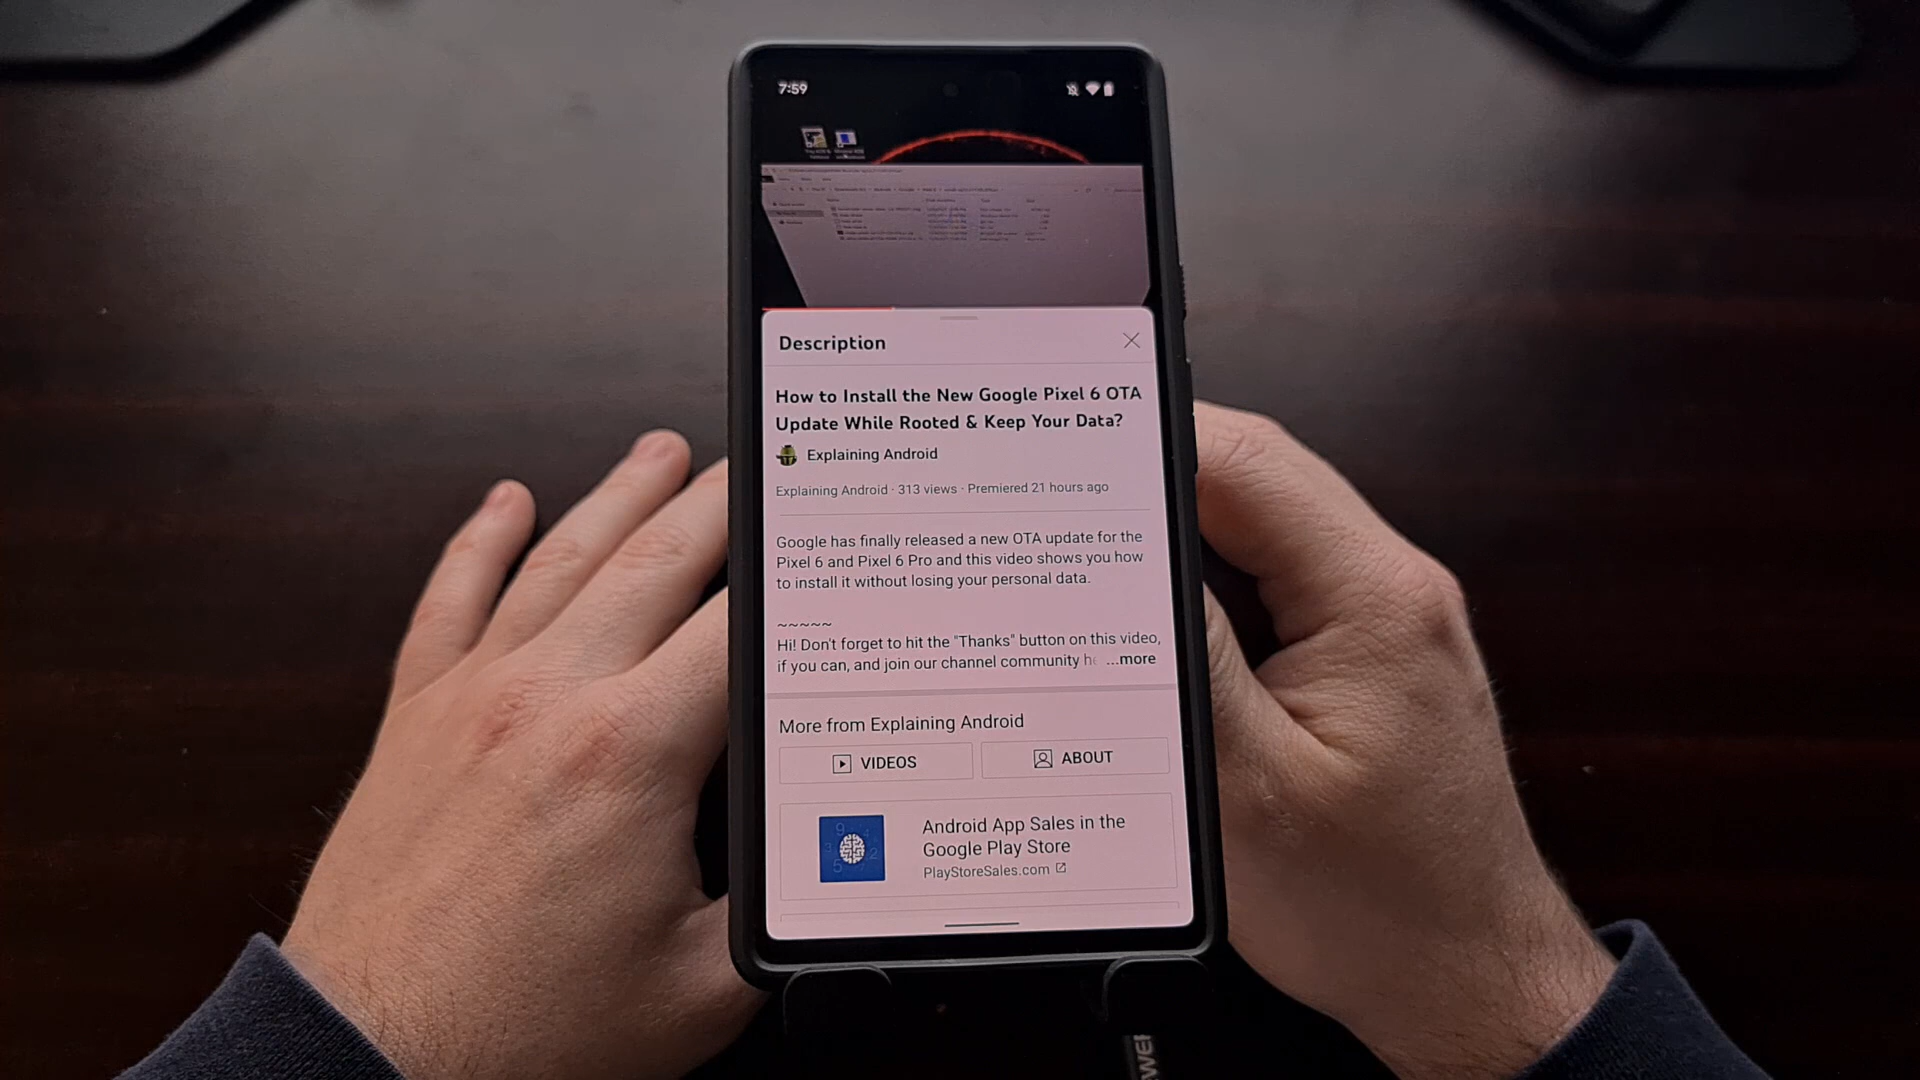 7:59
Description
How to Install the New Google Pixel 6 OTA
Update While Rooted & Keep Your Data?
Explaining Android
Explaining Android · 313 views · Premiered 21 hours ago
Google has finally released a new OTA update for the
Pixel 6 and Pixel 6 Pro and this video shows you how
to install it without losing your personal data.
~~~~~
Hi! Don't forget to hit the "Thanks" button on this video,
if you can, and join our channel community ...more
More from Explaining Android
VIDEOS
ABOUT
Android App Sales in the
Google Play Store
PlayStoreSales.com